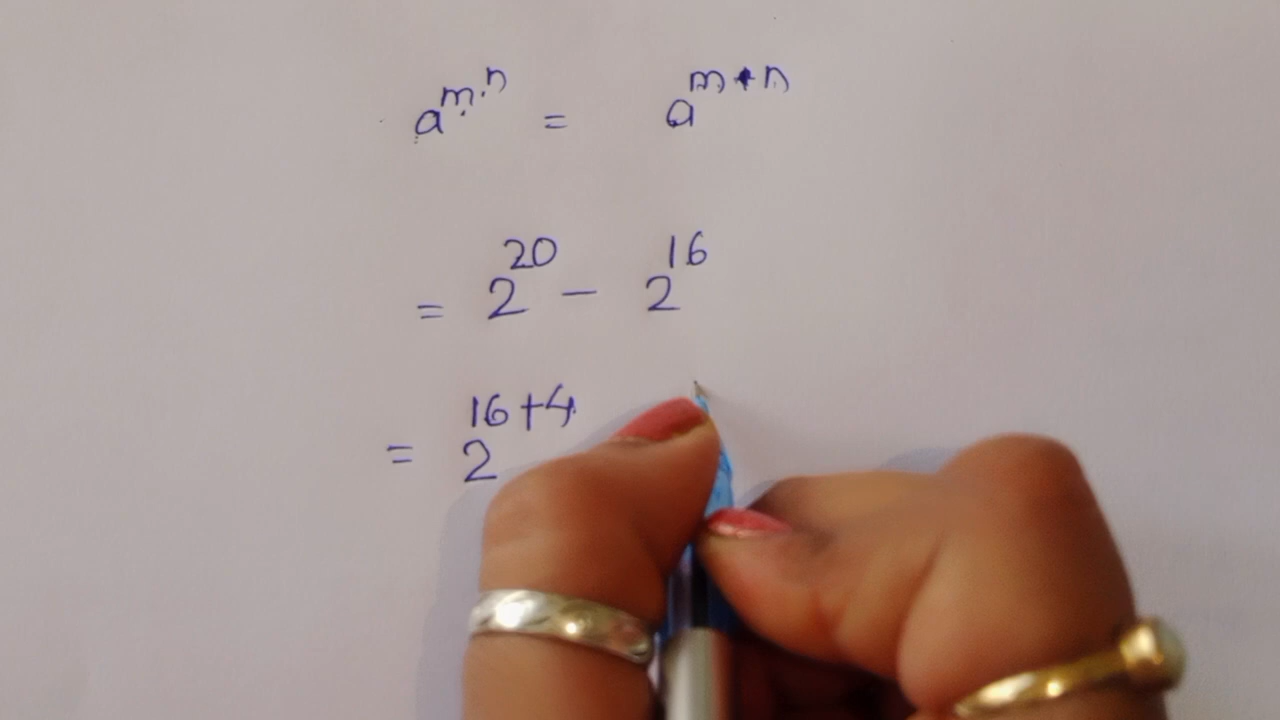 a^{m.n} = a^{m+n}
= 2^{20} - 2^{16}
= 2^{16+4}